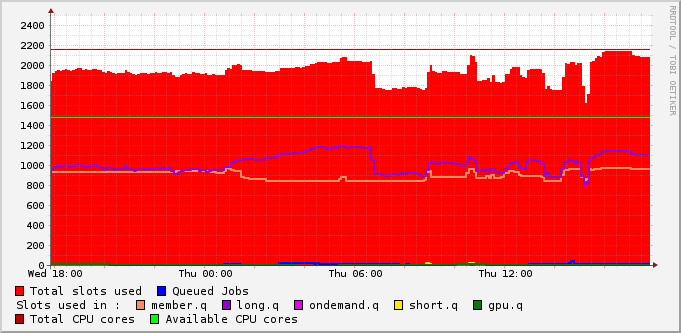 2400
2200
2000
1800
1600
1400
1200
1000
800
600
400
200
0
Wed 18:00 Thu 00:00 Thu 06:00 Thu 12:00
Total slots used Queued Jobs
Slots used in : member.q long.q ondemand.q short.q gpu.q
Total CPU cores Available CPU cores
RRDTOOL / TOBI OETIKER